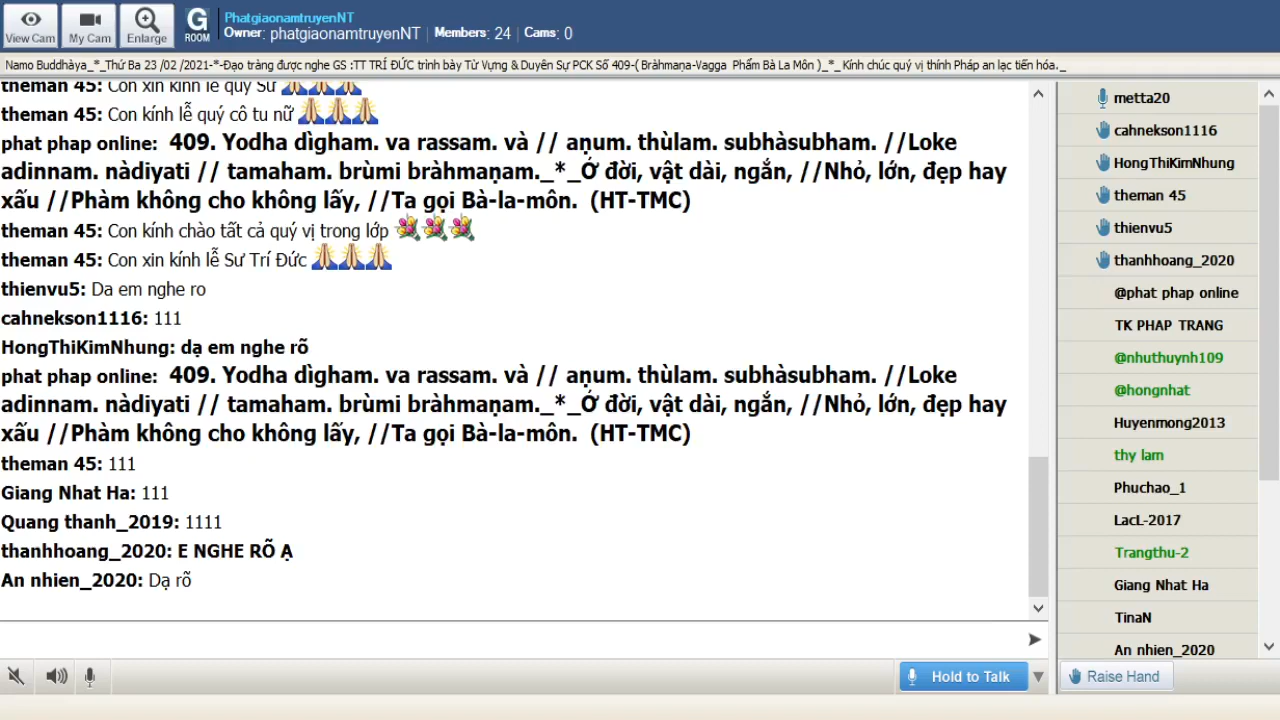 PhatgiaonamtruyenNT
Owner: phatgiaonamtruyenNT | Members: 24 | Cams: 0
View Cam
My Cam
Enlarge
G ROOM
Namo Buddhàya_*_Thứ Ba 23 /02 /2021-*-Đạo tràng được nghe GS :TT TRÍ ĐỨC trình bày Từ Vựng & Duyên Sự PCK Số 409-( Bràhmaṇa-Vagga Phẩm Bà La Môn )_*_ Kính chúc quý vị thính Pháp an lạc tiến hóa._
theman 45: Con xin kính lễ quý Sư
theman 45: Con kính lễ quý cô tu nữ
phat phap online: 409. Yodha dìgham. va rassam. và // aṇum. thùlam. subhàsubham. //Loke
adinnam. nàdiyati // tamaham. brùmi bràhmaṇam._*_Ở đời, vật dài, ngắn, //Nhỏ, lớn, đẹp hay
xấu //Phàm không cho không lấy, //Ta gọi Bà-la-môn. (HT-TMC)
theman 45: Con kính chào tất cả quý vị trong lớp
theman 45: Con xin kính lễ Sư Trí Đức
thienvu5: Da em nghe ro
cahnekson1116: 111
HongThiKimNhung: dạ em nghe rõ
phat phap online: 409. Yodha dìgham. va rassam. và // aṇum. thùlam. subhàsubham. //Loke
adinnam. nàdiyati // tamaham. brùmi bràhmaṇam._*_Ở đời, vật dài, ngắn, //Nhỏ, lớn, đẹp hay
xấu //Phàm không cho không lấy, //Ta gọi Bà-la-môn. (HT-TMC)
theman 45: 111
Giang Nhat Ha: 111
Quang thanh_2019: 1111
thanhhoang_2020: E NGHE RÕ Ạ
An nhien_2020: Dạ rõ
metta20
cahnekson1116
HongThiKimNhung
theman 45
thienvu5
thanhhoang_2020
@phat phap online
TK PHAP TRANG
@nhuthuynh109
@hongnhat
Huyenmong2013
thy lam
Phuchao_1
LacL-2017
Trangthu-2
Giang Nhat Ha
TinaN
An nhien_2020
Hold to Talk
Raise Hand